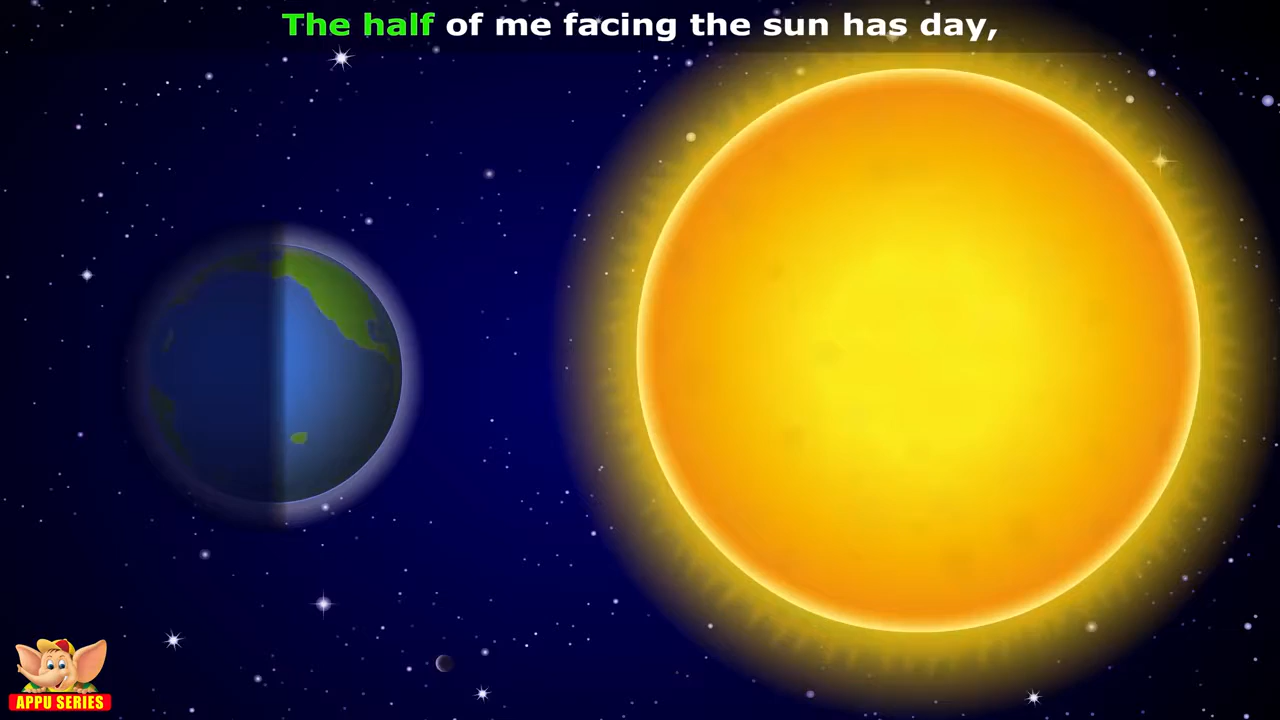 The half of me facing the sun has day,
APPU SERIES